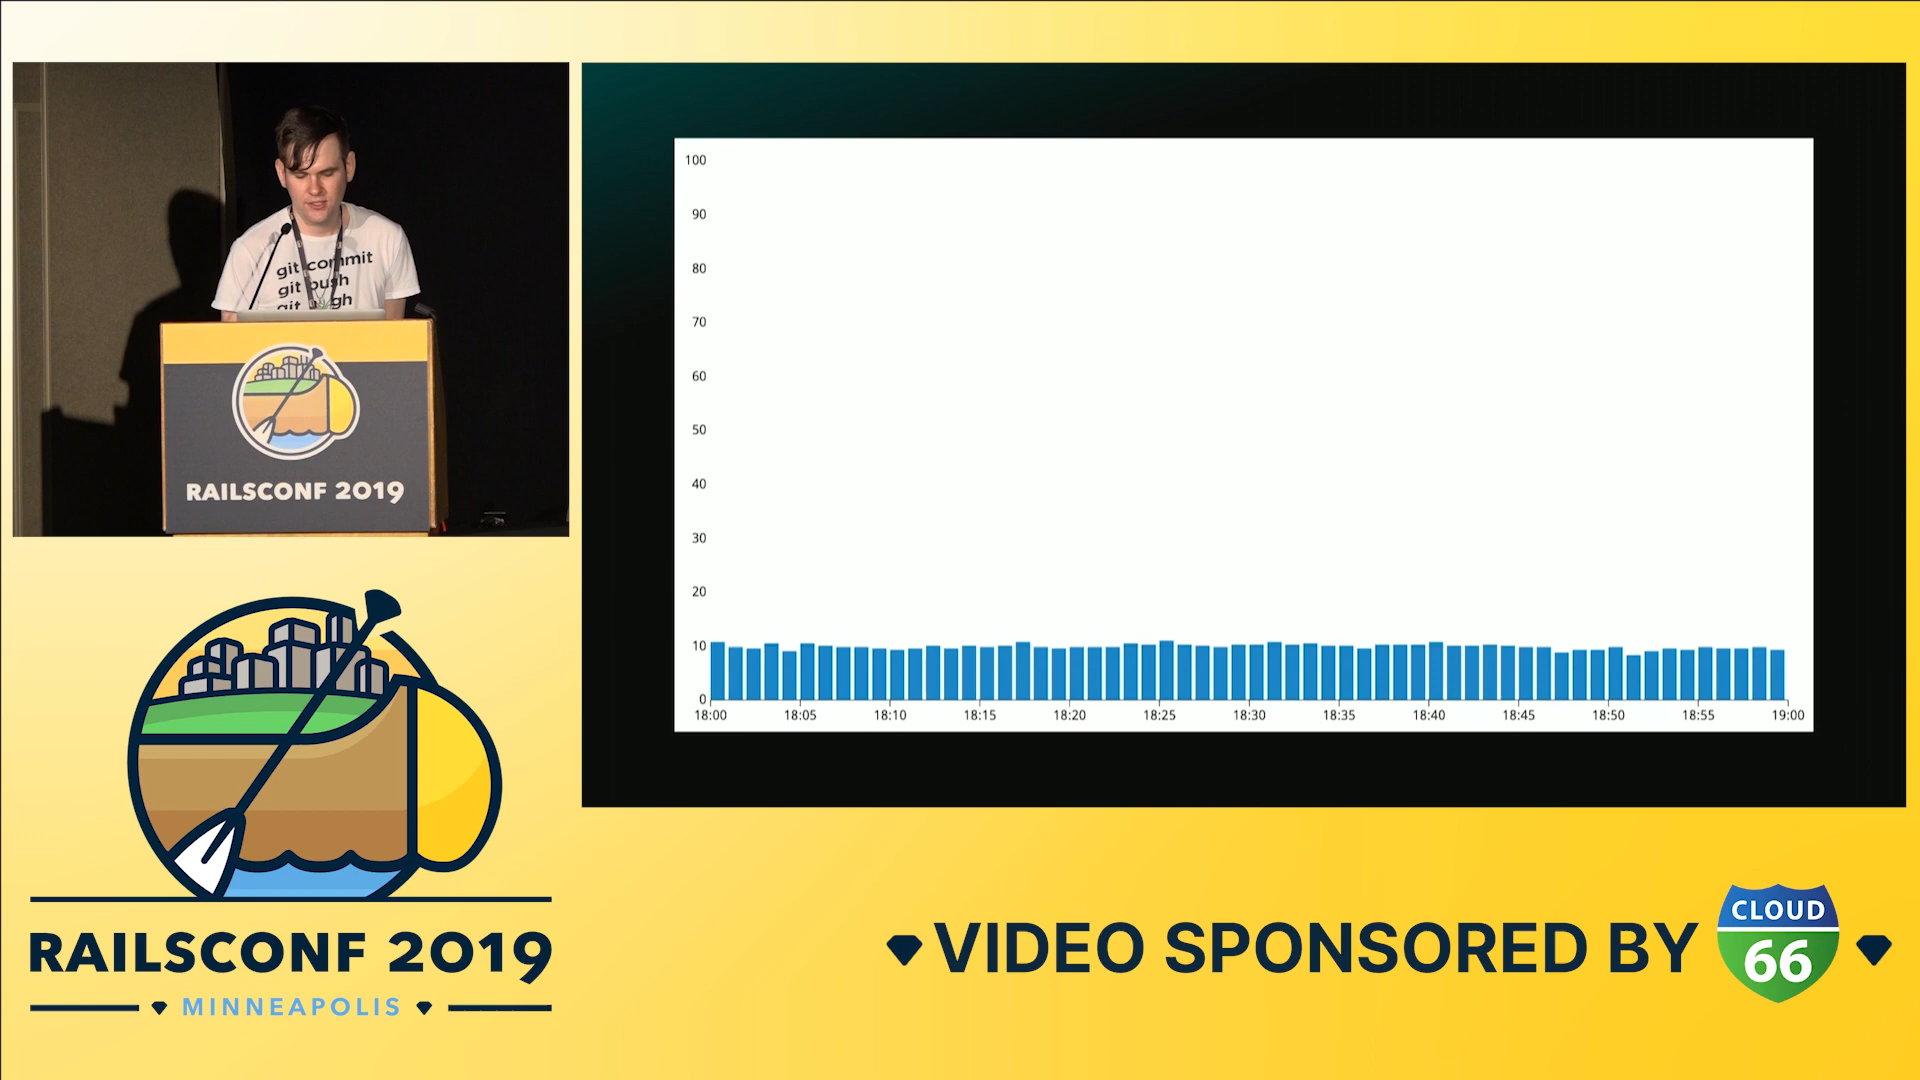 git commit
git push
git
RAILSCONF 2019
100
90
80
70
60
50
40
30
20
10
0
18:00 18:05 18:10 18:15 18:20 18:25 18:30 18:35 18:40 18:45 18:50 18:55 19:00
RAILSCONF 2019
MINNEAPOLIS
VIDEO SPONSORED BY
CLOUD
66